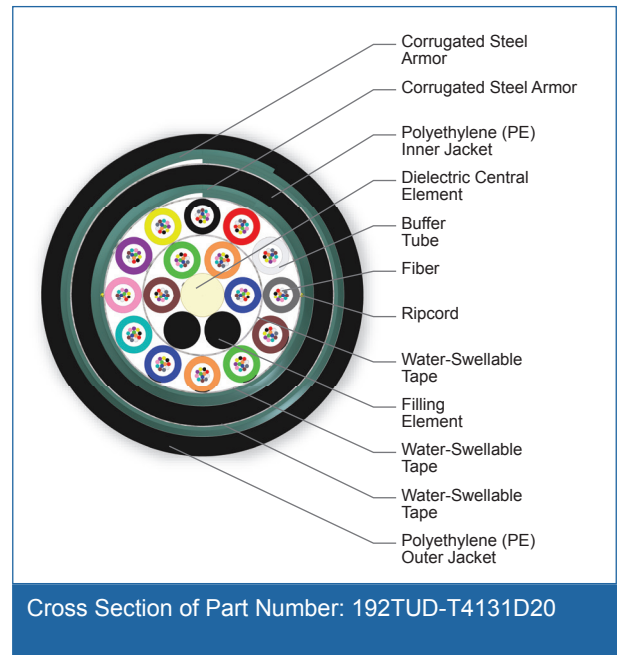 Corrugated Steel
Armor
Corrugated Steel Armor
Polyethylene (PE)
Inner Jacket
Dielectric Central
Element
Buffer
Tube
Fiber
Ripcord
Water-Swellable
Tape
Filling
Element
Water-Swellable
Tape
Water-Swellable
Tape
Polyethylene (PE)
Outer Jacket
Cross Section of Part Number: 192TUD-T4131D20